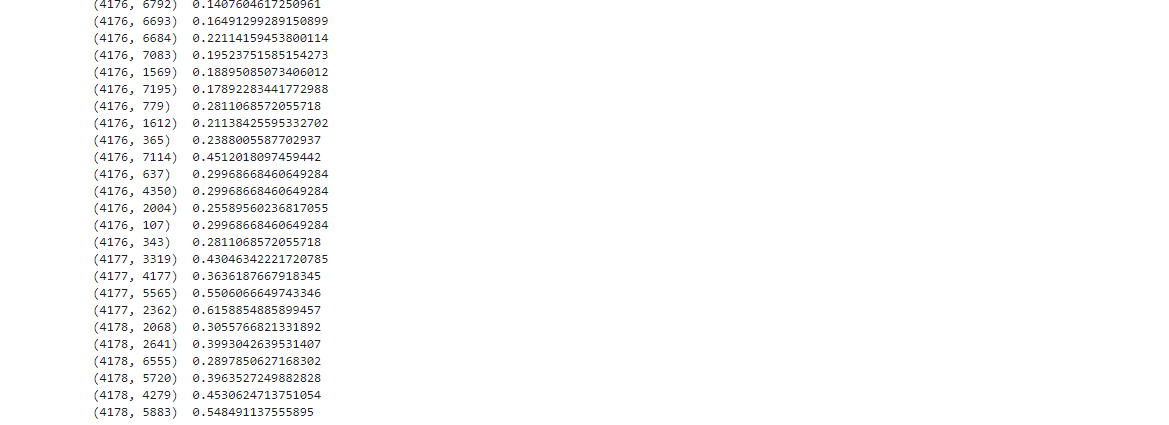 (4176, 6792)  0.1407604617250961
(4176, 6693)  0.16491299289150899
(4176, 6684)  0.22114159453800114
(4176, 7083)  0.19523751585154273
(4176, 1569)  0.18895085073406012
(4176, 7195)  0.17892283441772988
(4176, 779)   0.2811068572055718
(4176, 1612)  0.21138425595332702
(4176, 365)   0.2388005587702937
(4176, 7114)  0.4512018097459442
(4176, 637)   0.29968668460649284
(4176, 4350)  0.29968668460649284
(4176, 2004)  0.25589560236817055
(4176, 107)   0.29968668460649284
(4176, 343)   0.2811068572055718
(4177, 3319)  0.43046342221720785
(4177, 4177)  0.3636187667918345
(4177, 5565)  0.5506066649743346
(4177, 2362)  0.6158854885899457
(4178, 2068)  0.3055766821331892
(4178, 2641)  0.3993042639531407
(4178, 6555)  0.2897850627168302
(4178, 5720)  0.3963527249882828
(4178, 4279)  0.4530624713751054
(4178, 5883)  0.548491137555895